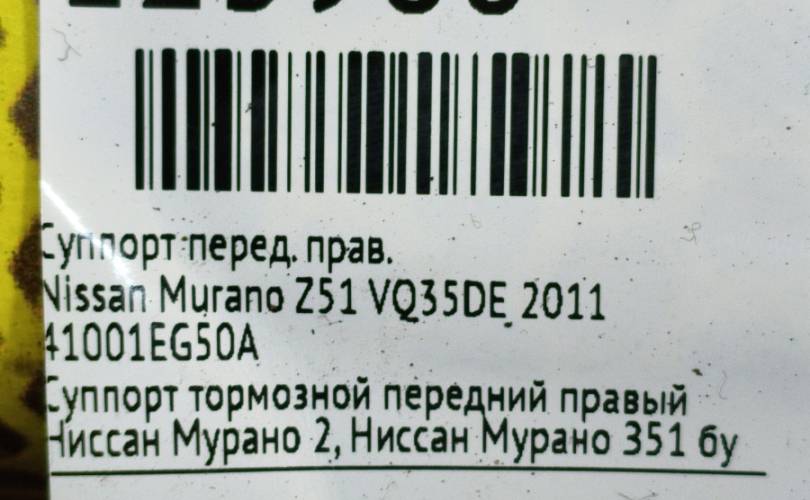 Суппорт перед. прав.
Nissan Murano Z51 VQ35DE 2011
41001EG50A
Суппорт тормозной передний правый
Ниссан Мурано 2, Ниссан Мурано З51 бу